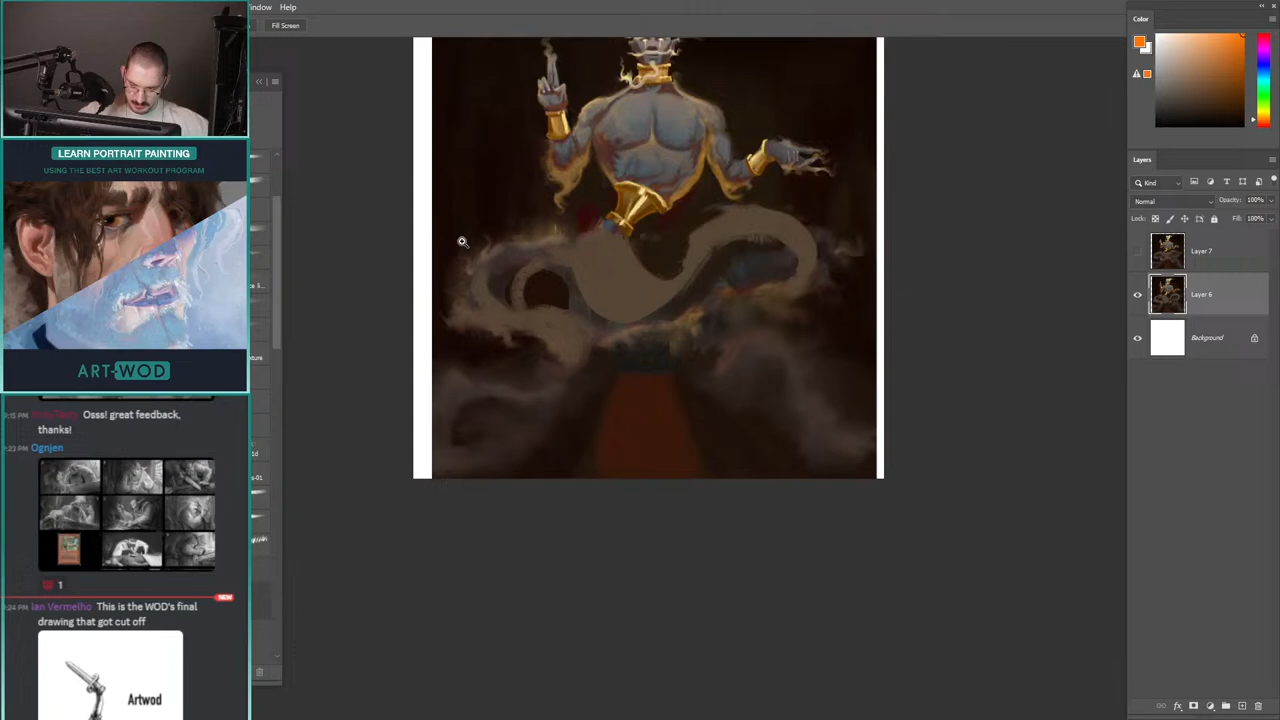 Window Help
Fill Screen
LEARN PORTRAIT PAINTING
USING THE BEST ART WORKOUT PROGRAM
ART-WOD
Osss! great feedback,
thanks!
Ognjen
1
NEW
Ian Vermelho This is the WOD's final
drawing that got cut off
Artwod
Color
Layers
Kind
Normal Opacity: 100%
Lock: Fill: 100%
Layer 7
Layer 6
Background